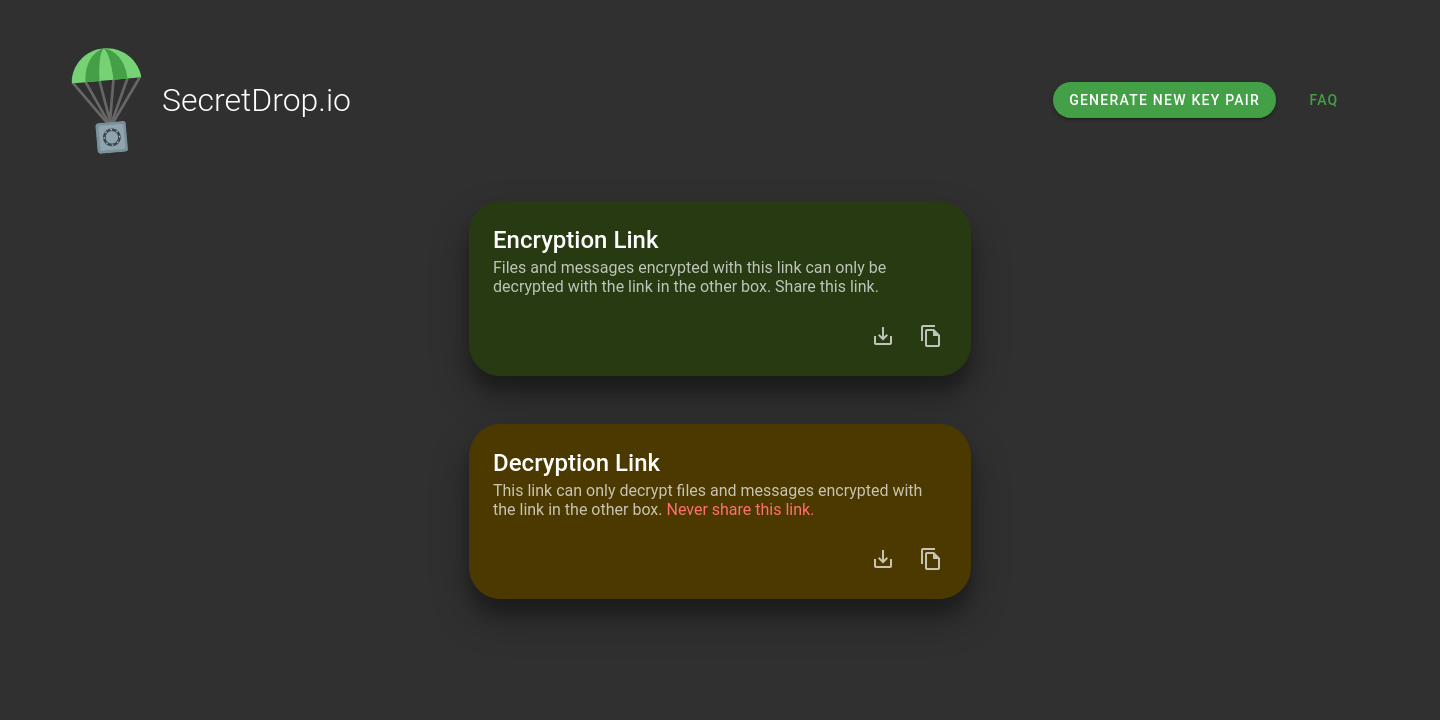 SecretDrop.io
GENERATE NEW KEY PAIR
FAQ
Encryption Link
Files and messages encrypted with this link can only be
decrypted with the link in the other box. Share this link.
Decryption Link
This link can only decrypt files and messages encrypted with
the link in the other box. Never share this link.